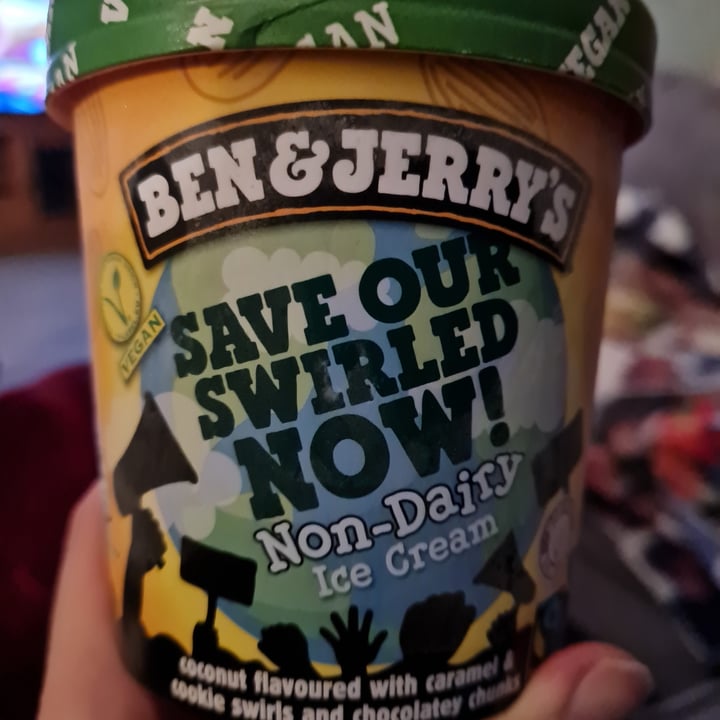 VEGAN
BEN & JERRY'S
VEGAN
SAVE OUR
SWIRLED
NOW!
Non-Dairy
Ice Cream
coconut flavoured with caramel &
cookie swirls and chocolatey chunks